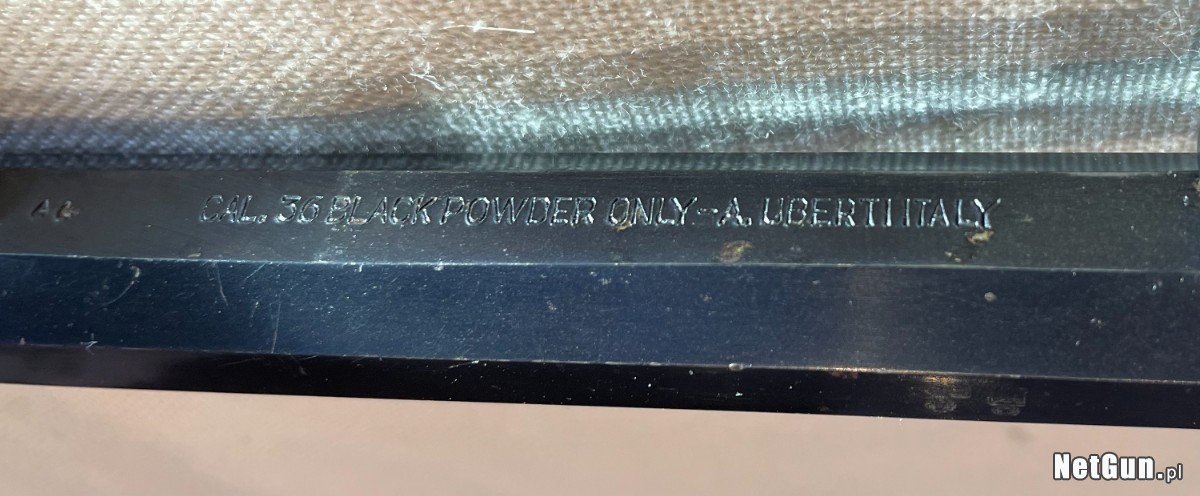 CAL. 36 BLACK POWDER ONLY - A. UBERTI ITALY
NetGun.pl